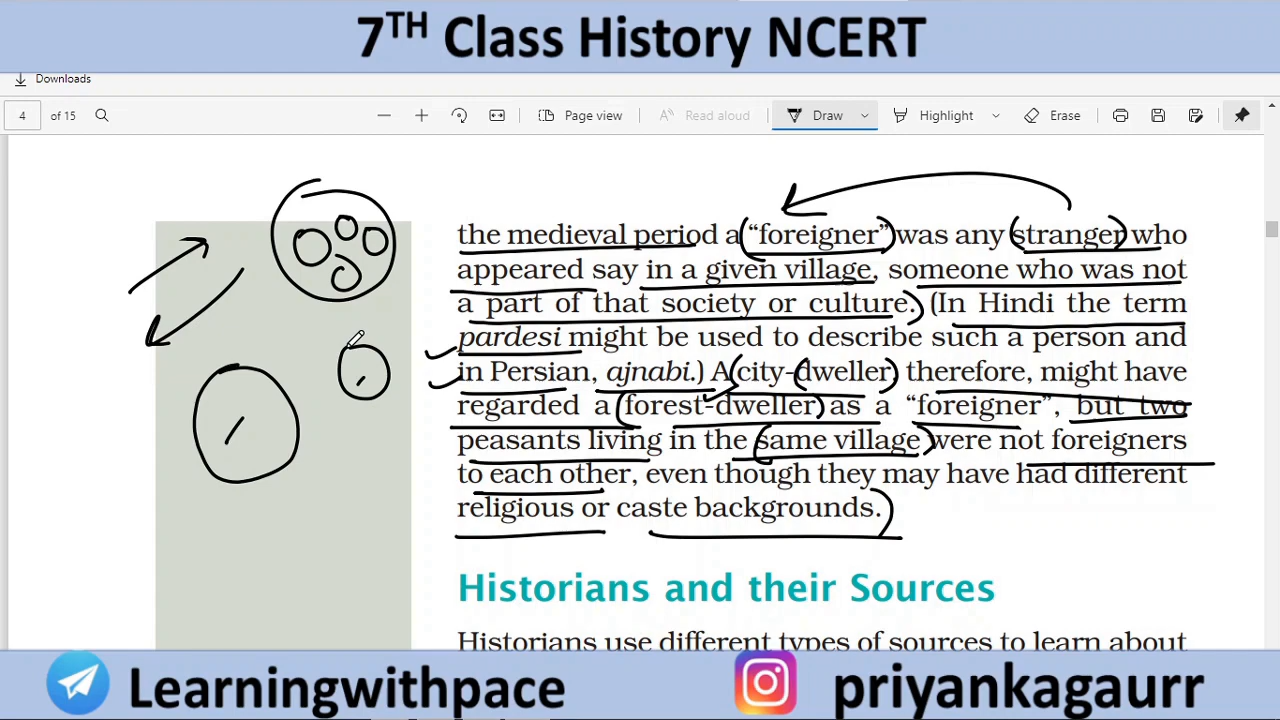 7TH Class History NCERT
Downloads
4 of 15 Page view Read aloud Draw Highlight Erase
the medieval period a “foreigner” was any stranger who
appeared say in a given village, someone who was not
a part of that society or culture. (In Hindi the term
pardesi might be used to describe such a person and
in Persian, ajnabi.) A city-dweller, therefore, might have
regarded a forest-dweller as a “foreigner”, but two
peasants living in the same village were not foreigners
to each other, even though they may have had different
religious or caste backgrounds.
Historians and their Sources
Historians use different types of sources to learn about
Learningwithpace priyankagaurr